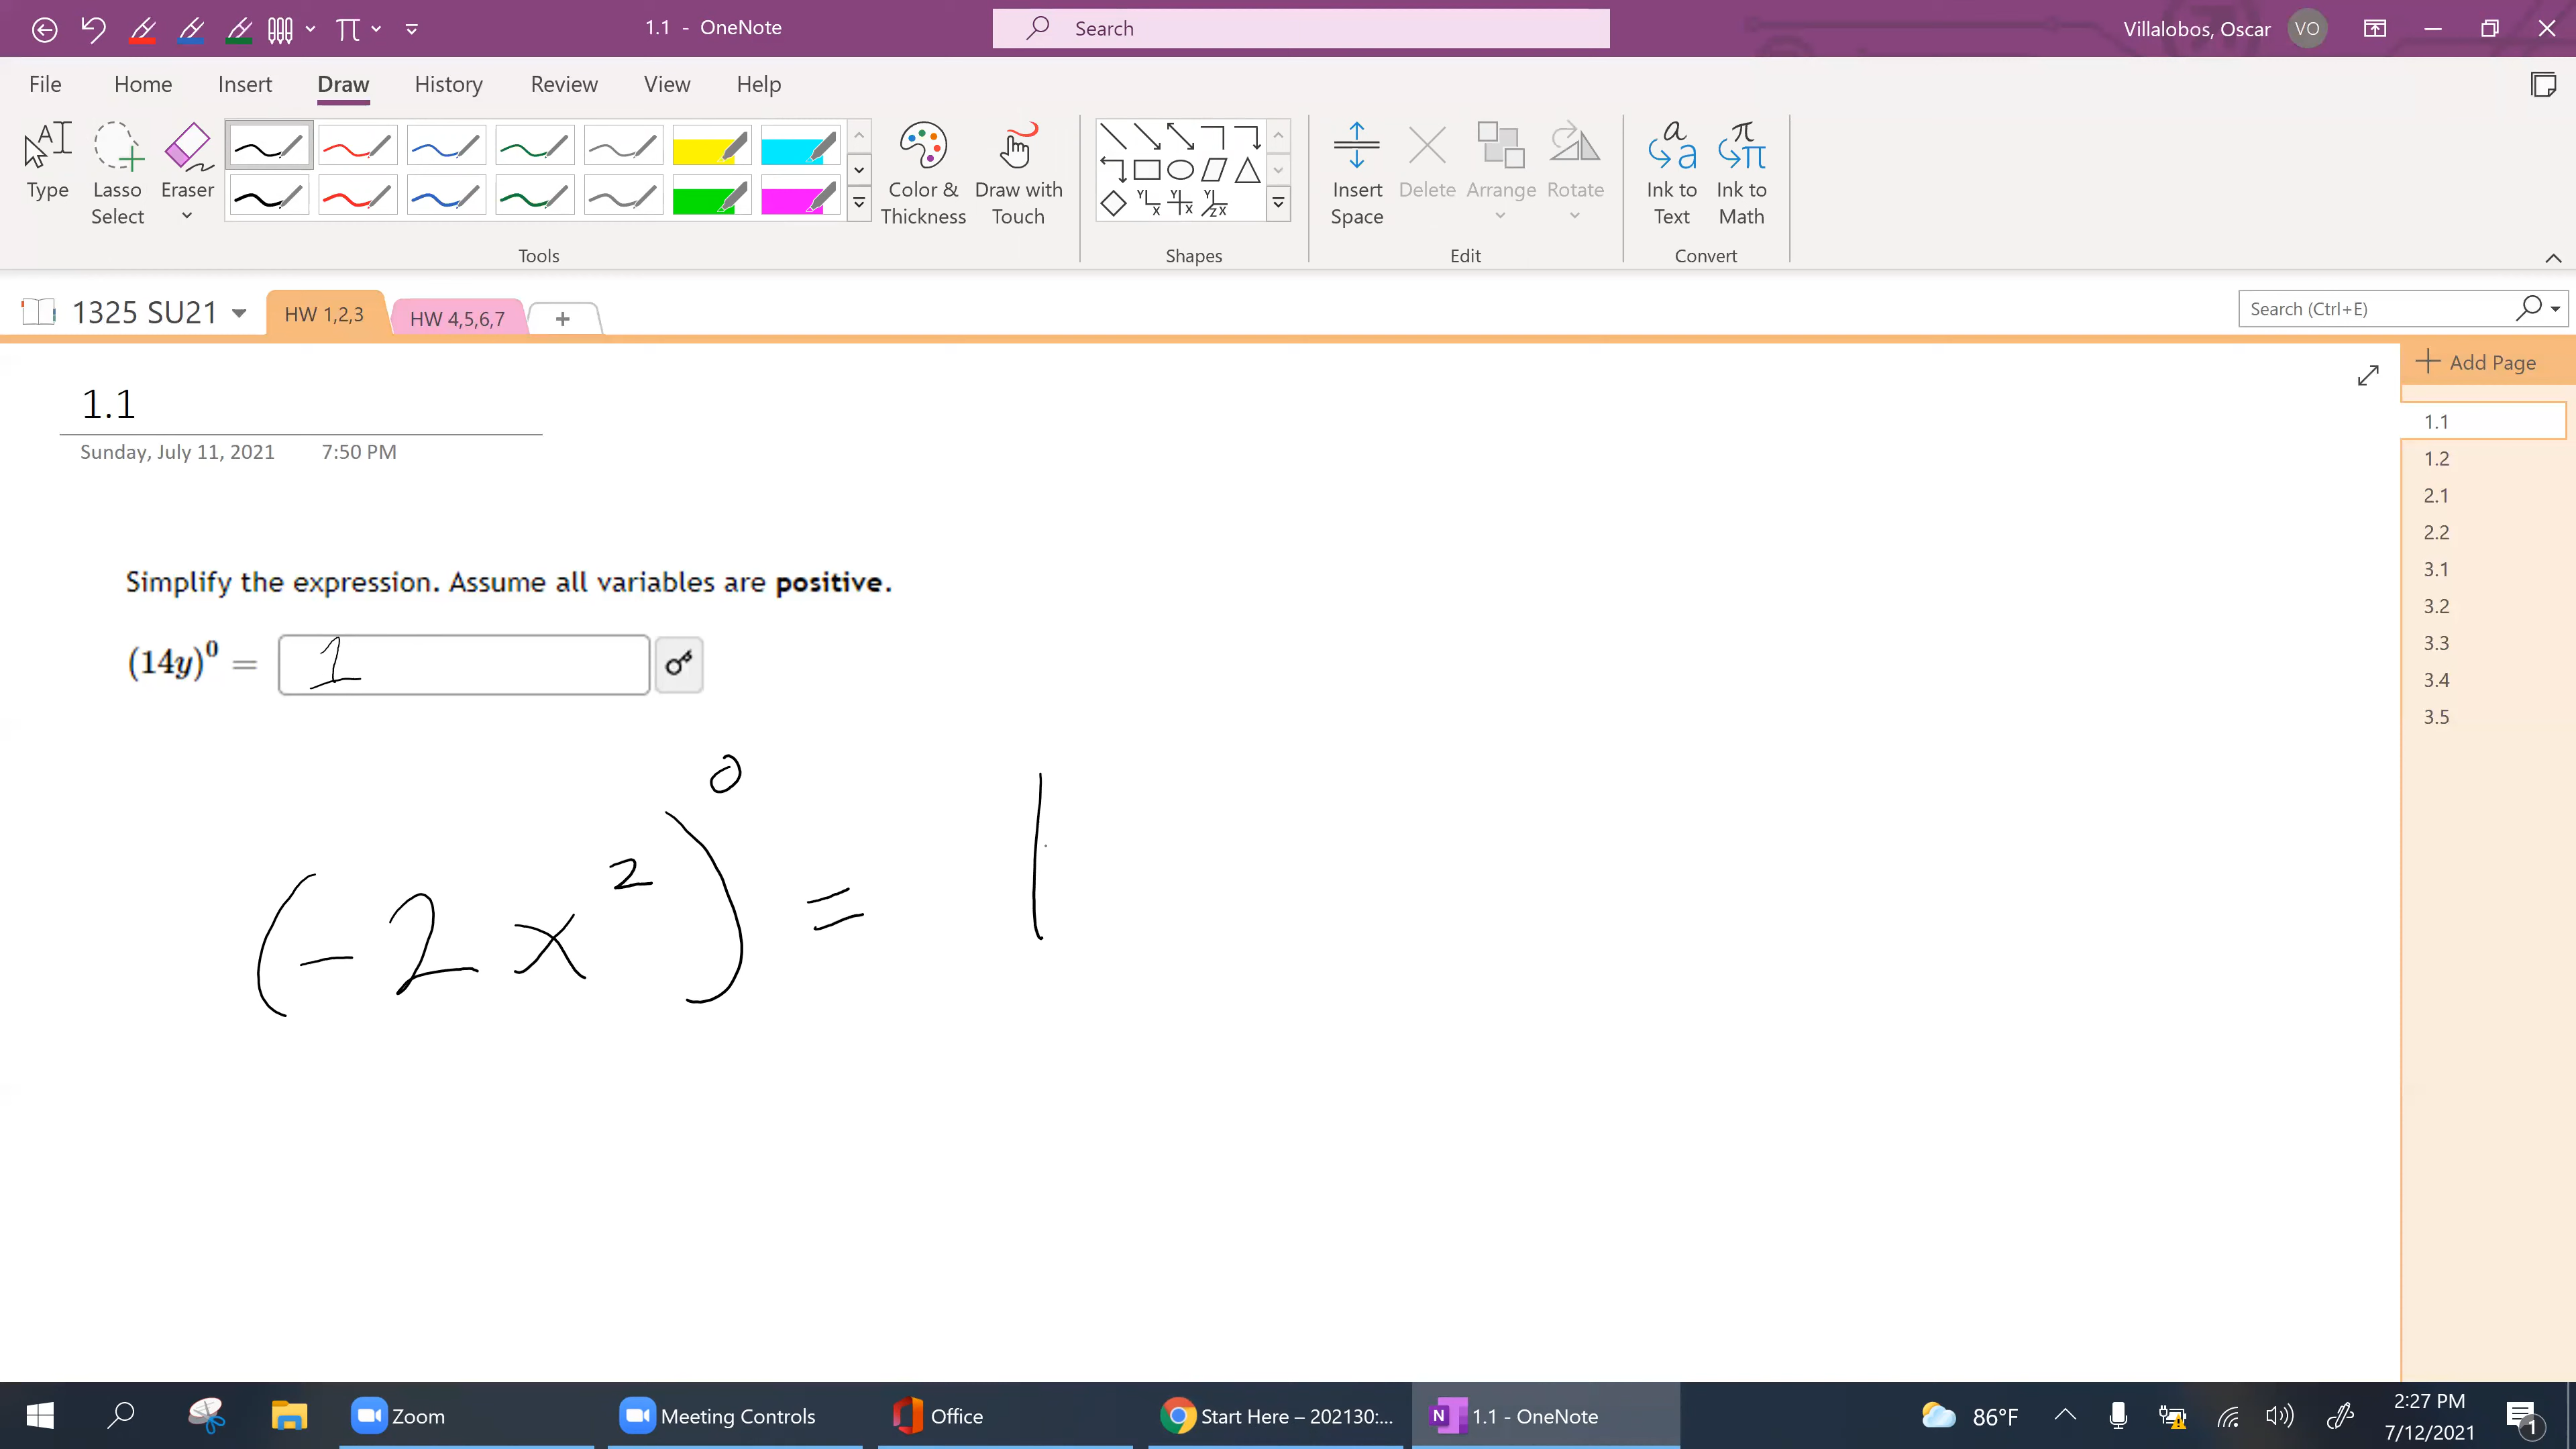 1.1 - OneNote
Search
Villalobos, Oscar VO
File Home Insert Draw History Review View Help
Type
Lasso Select
Eraser
Color & Thickness
Draw with Touch
Insert Space
Delete
Arrange
Rotate
Ink to Text
Ink to Math
Tools
Shapes
Edit
Convert
1325 SU21
HW 1,2,3
HW 4,5,6,7
Search (Ctrl+E)
Add Page
1.1
Sunday, July 11, 2021 7:50 PM
Simplify the expression. Assume all variables are positive.
(14y)⁰ = 1
(-2x²)⁰ = 1
1.1
1.2
2.1
2.2
3.1
3.2
3.3
3.4
3.5
Zoom
Meeting Controls
Office
Start Here – 202130:...
1.1 - OneNote
86°F
2:27 PM
7/12/2021
1